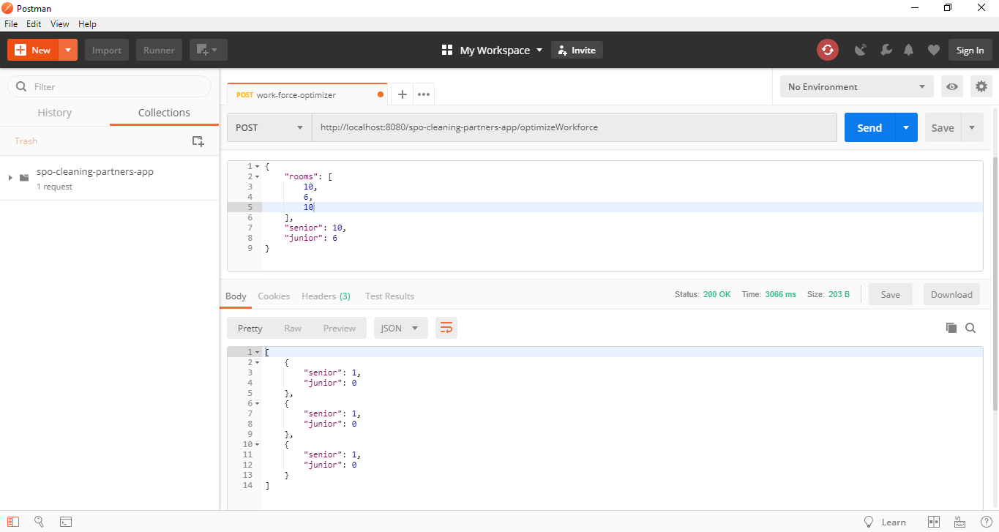 Postman
File Edit View Help
New Import Runner My Workspace Invite Sign In
Filter
History Collections
Trash
spo-cleaning-partners-app
1 request
POST work-force-optimizer
No Environment
POST http://localhost:8080/spo-cleaning-partners-app/optimizeWorkforce Send Save
1 {
2 "rooms": [
3 10,
4 6,
5 10
6 ],
7 "senior": 10,
8 "junior": 6
9 }
Body Cookies Headers (3) Test Results Status: 200 OK Time: 3066 ms Size: 203 B Save Download
Pretty Raw Preview JSON
1 [
2 {
3 "senior": 1,
4 "junior": 0
5 },
6 {
7 "senior": 1,
8 "junior": 0
9 },
10 {
11 "senior": 1,
12 "junior": 0
13 }
14 ]
Learn